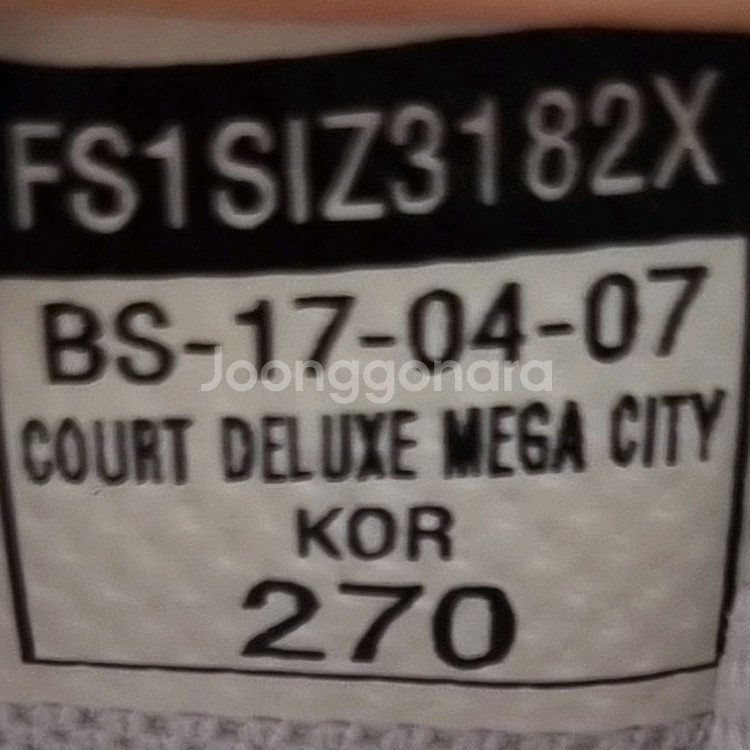 FS1SIZ3182X
BS-17-04-07
Joonggonara
COURT DELUXE MEGA CITY
KOR
270